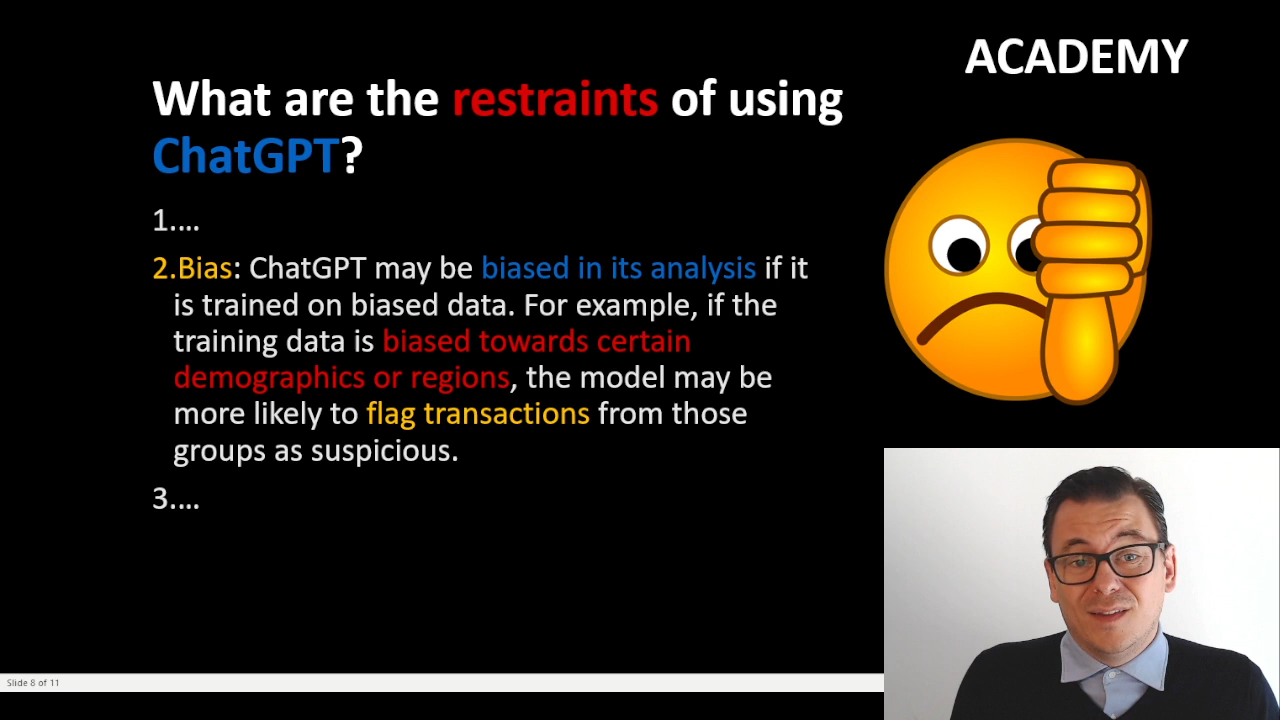 ACADEMY
What are the restraints of using
ChatGPT?
1....
2.Bias: ChatGPT may be biased in its analysis if it
is trained on biased data. For example, if the
training data is biased towards certain
demographics or regions, the model may be
more likely to flag transactions from those
groups as suspicious.
3....
Slide 8 of 11